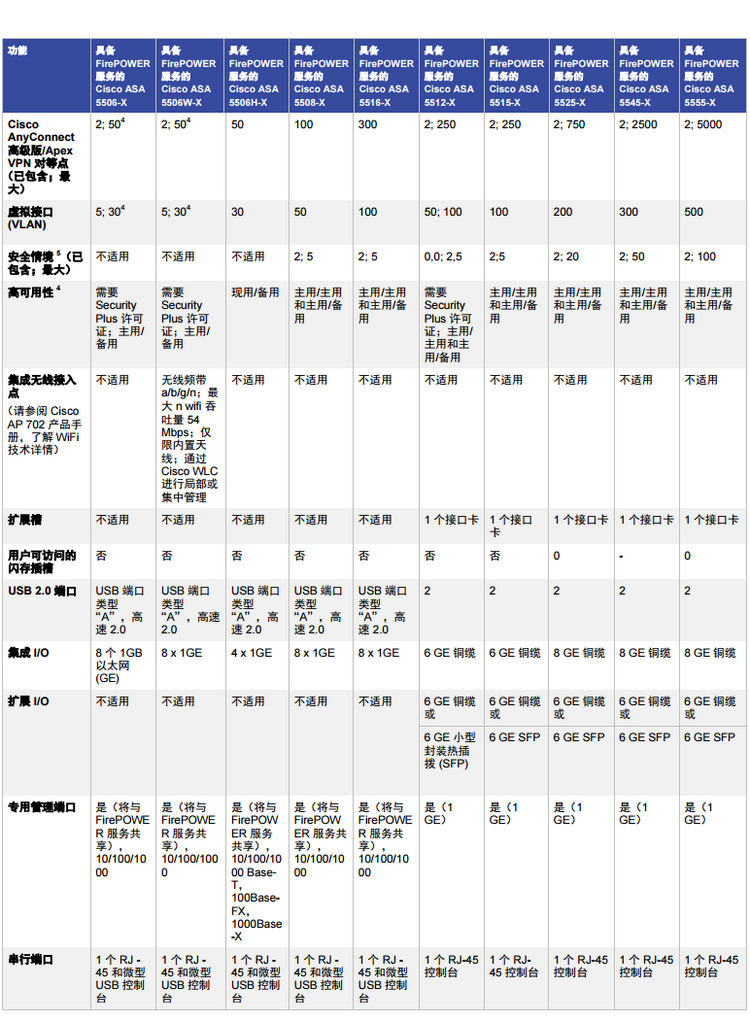 功能
具备
FirePOWER
服务的
Cisco ASA
5506-X
具备
FirePOWER
服务的
Cisco ASA
5506W-X
具备
FirePOWER
服务的
Cisco ASA
5506H-X
具备
FirePOWER
服务的
Cisco ASA
5508-X
具备
FirePOWER
服务的
Cisco ASA
5516-X
具备
FirePOWER
服务的
Cisco ASA
5512-X
具备
FirePOWER
服务的
Cisco ASA
5515-X
具备
FirePOWER
服务的
Cisco ASA
5525-X
具备
FirePOWER
服务的
Cisco ASA
5545-X
具备
FirePOWER
服务的
Cisco ASA
5555-X
Cisco
AnyConnect
高级版/Apex
VPN 对等点
（已包含；最
大）
2; 50⁴
2; 50⁴
50
100
300
2; 250
2; 250
2; 750
2; 2500
2; 5000
虚拟接口
(VLAN)
5; 30⁴
5; 30⁴
30
50
100
50; 100
100
200
300
500
安全情境 ⁵（已
包含；最大）
不适用
不适用
不适用
2; 5
2; 5
0,0; 2,5
2;5
2; 20
2; 50
2; 100
高可用性 ⁴
需要
Security
Plus 许可
证；主用/
备用
需要
Security
Plus 许可
证；主用/
备用
现用/备用
主用/主用
和主用/备
用
主用/主用
和主用/备
用
需要
Security
Plus 许可
证；主用/
主用和主
用/备用
主用/主用
和主用/备
用
主用/主用
和主用/备
用
主用/主用
和主用/备
用
主用/主用
和主用/备
用
集成无线接入
点
（请参阅 Cisco
AP 702 产品手
册，了解 WiFi
技术详情）
不适用
无线频带
a/b/g/n；最
大 n wifi 吞
吐量 54
Mbps；仅
限内置天
线；通过
Cisco WLC
进行局部或
集中管理
不适用
不适用
不适用
不适用
不适用
不适用
不适用
不适用
扩展槽
不适用
不适用
不适用
不适用
不适用
1 个接口卡
1 个接口
卡
1 个接口卡
1 个接口卡
1 个接口卡
用户可访问的
闪存插槽
否
否
否
否
否
否
否
0
-
0
USB 2.0 端口
USB 端口
类型
“A”，高
速 2.0
USB 端口
类型
“A”，高速
2.0
USB 端口
类型
“A”，高
速 2.0
USB 端口
类型
“A”，高
速 2.0
USB 端口
类型
“A”，高
速 2.0
2
2
2
2
2
集成 I/O
8 个 1GB
以太网
(GE)
8 x 1GE
4 x 1GE
8 x 1GE
8 x 1GE
6 GE 铜缆
6 GE 铜缆
8 GE 铜缆
8 GE 铜缆
8 GE 铜缆
扩展 I/O
不适用
不适用
不适用
不适用
不适用
6 GE 铜缆
或
6 GE 铜缆
或
6 GE 铜缆
或
6 GE 铜缆
或
6 GE 铜缆
或
6 GE 小型
封装热插
拨 (SFP)
6 GE SFP
6 GE SFP
6 GE SFP
6 GE SFP
专用管理端口
是（将与
FirePOWE
R 服务共
享），
10/100/10
00
是（将与
FirePOWE
R 服务共
享），
10/100/100
0
是（将与
FirePOW
ER 服务
共享），
10/100/10
00 Base-
T，
100Base-
FX，
1000Base
-X
是（将与
FirePOW
ER 服务共
享），
10/100/10
00
是（将与
FirePOWE
R 服务共
享），
10/100/10
00
是（1
GE）
是（1
GE）
是（1
GE）
是（1
GE）
是（1
GE）
串行端口
1 个 RJ -
45 和微型
USB 控制
台
1 个 RJ -
45 和微型
USB 控制
台
1 个 RJ -
45 和微型
USB 控制
台
1 个 RJ -
45 和微型
USB 控制
台
1 个 RJ -
45 和微型
USB 控制
台
1 个 RJ-45
控制台
1 个 RJ-
45 控制台
1 个 RJ-45
控制台
1 个 RJ-45
控制台
1 个 RJ-45
控制台